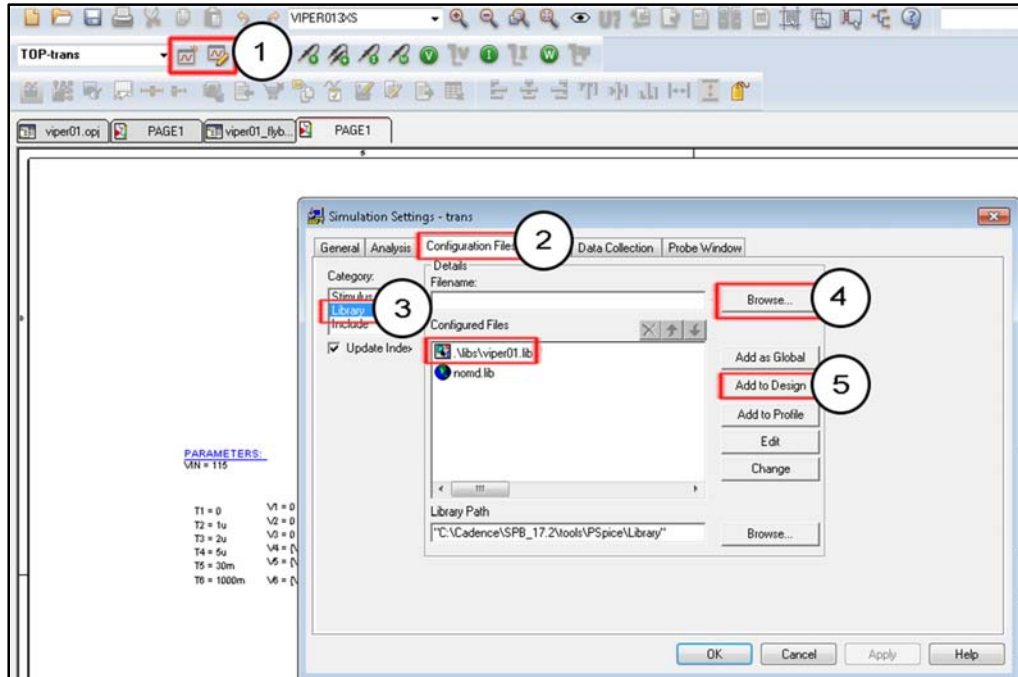 VIPER013XS
TOP-trans
1
viper01.opj
PAGE1
viper01_flyb...
PAGE1
5
Simulation Settings - trans
General
Analysis
Configuration Files
2
Data Collection
Probe Window
Category:
Stimulus
Library
Include
3
Update Index
Details
Filename:
Browse...
4
Configured Files
.\libs\viper01.lib
nomd.lib
Add as Global
Add to Design
5
Add to Profile
Edit
Change
Library Path
"C:\Cadence\SPB_17.2\tools\PSpice\Library"
Browse...
OK
Cancel
Apply
Help
PARAMETERS:
VIN = 115
T1 = 0
T2 = 1u
T3 = 2u
T4 = 5u
T5 = 30m
T6 = 1000m
V1 = 0
V2 = 0
V3 = 0
V4 = {V
V5 = {V
V6 = {V